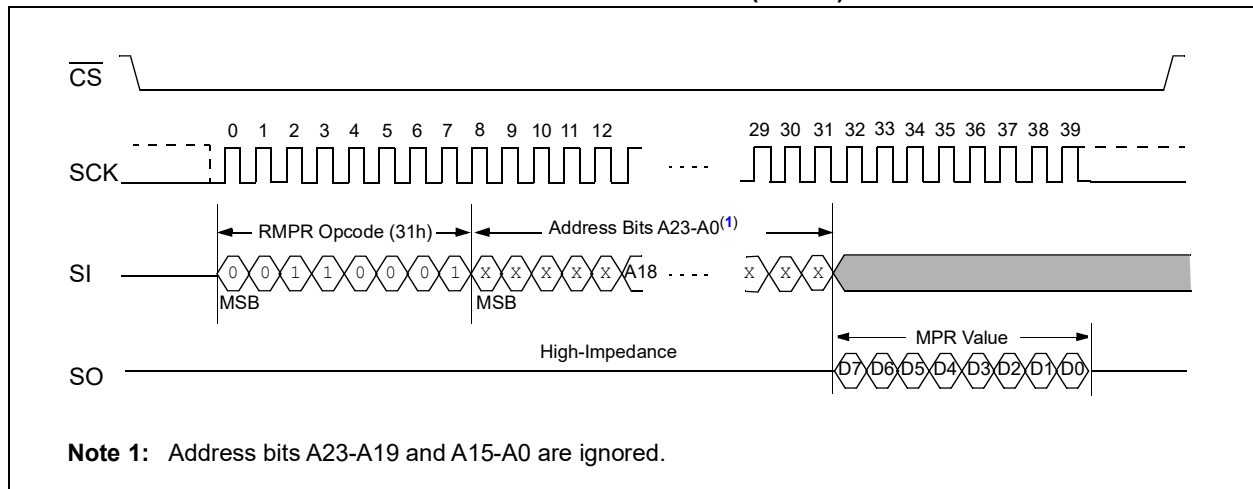 CS
0 1 2 3 4 5 6 7 8 9 10 11 12 29 30 31 32 33 34 35 36 37 38 39
SCK
RMPR Opcode (31h) Address Bits A23-A0(1)
SI 0 0 1 1 0 0 0 1 X X X X X A18 X X X
MSB MSB
MPR Value
High-Impedance
SO D7 D6 D5 D4 D3 D2 D1 D0
Note 1: Address bits A23-A19 and A15-A0 are ignored.